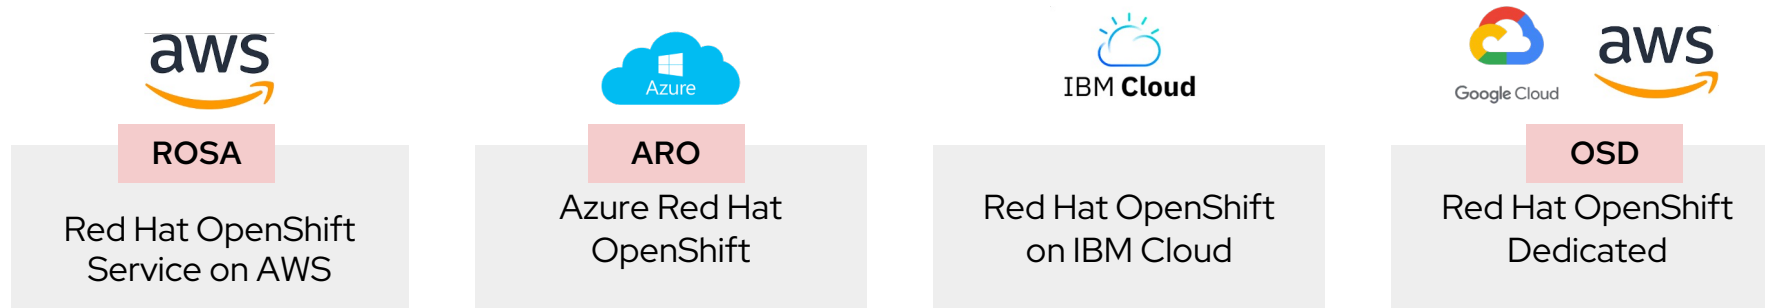 aws
ROSA
Red Hat OpenShift
Service on AWS
Azure
ARO
Azure Red Hat
OpenShift
IBM Cloud
Red Hat OpenShift
on IBM Cloud
Google Cloud
aws
OSD
Red Hat OpenShift
Dedicated